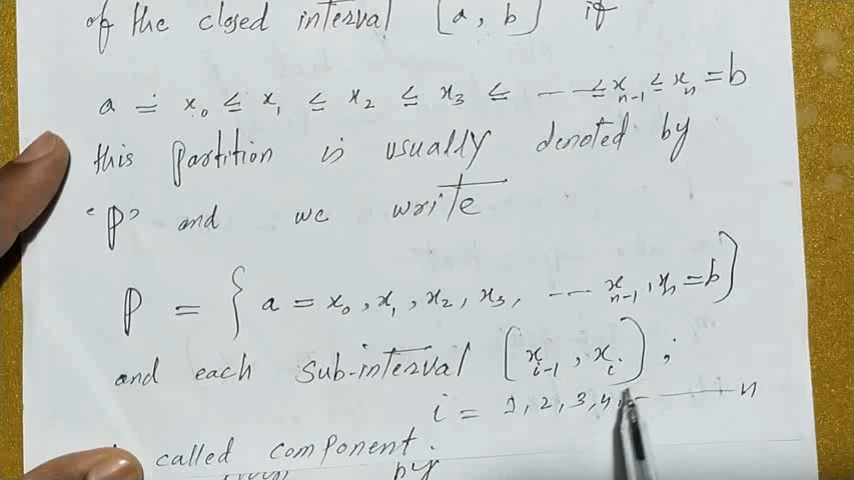 of the closed interval [a, b] if
a = x₀ ≤ x₁ ≤ x₂ ≤ x₃ ≤ ---- ≤ xₙ₋₁ ≤ xₙ = b
this partition is usually denoted by
'P' and we write
P = { a = x₀, x₁, x₂, x₃, ---- xₙ₋₁, xₙ = b }
and each sub-interval [xᵢ₋₁, xᵢ] ;
i = 1, 2, 3, 4, ---- n
called component.
by